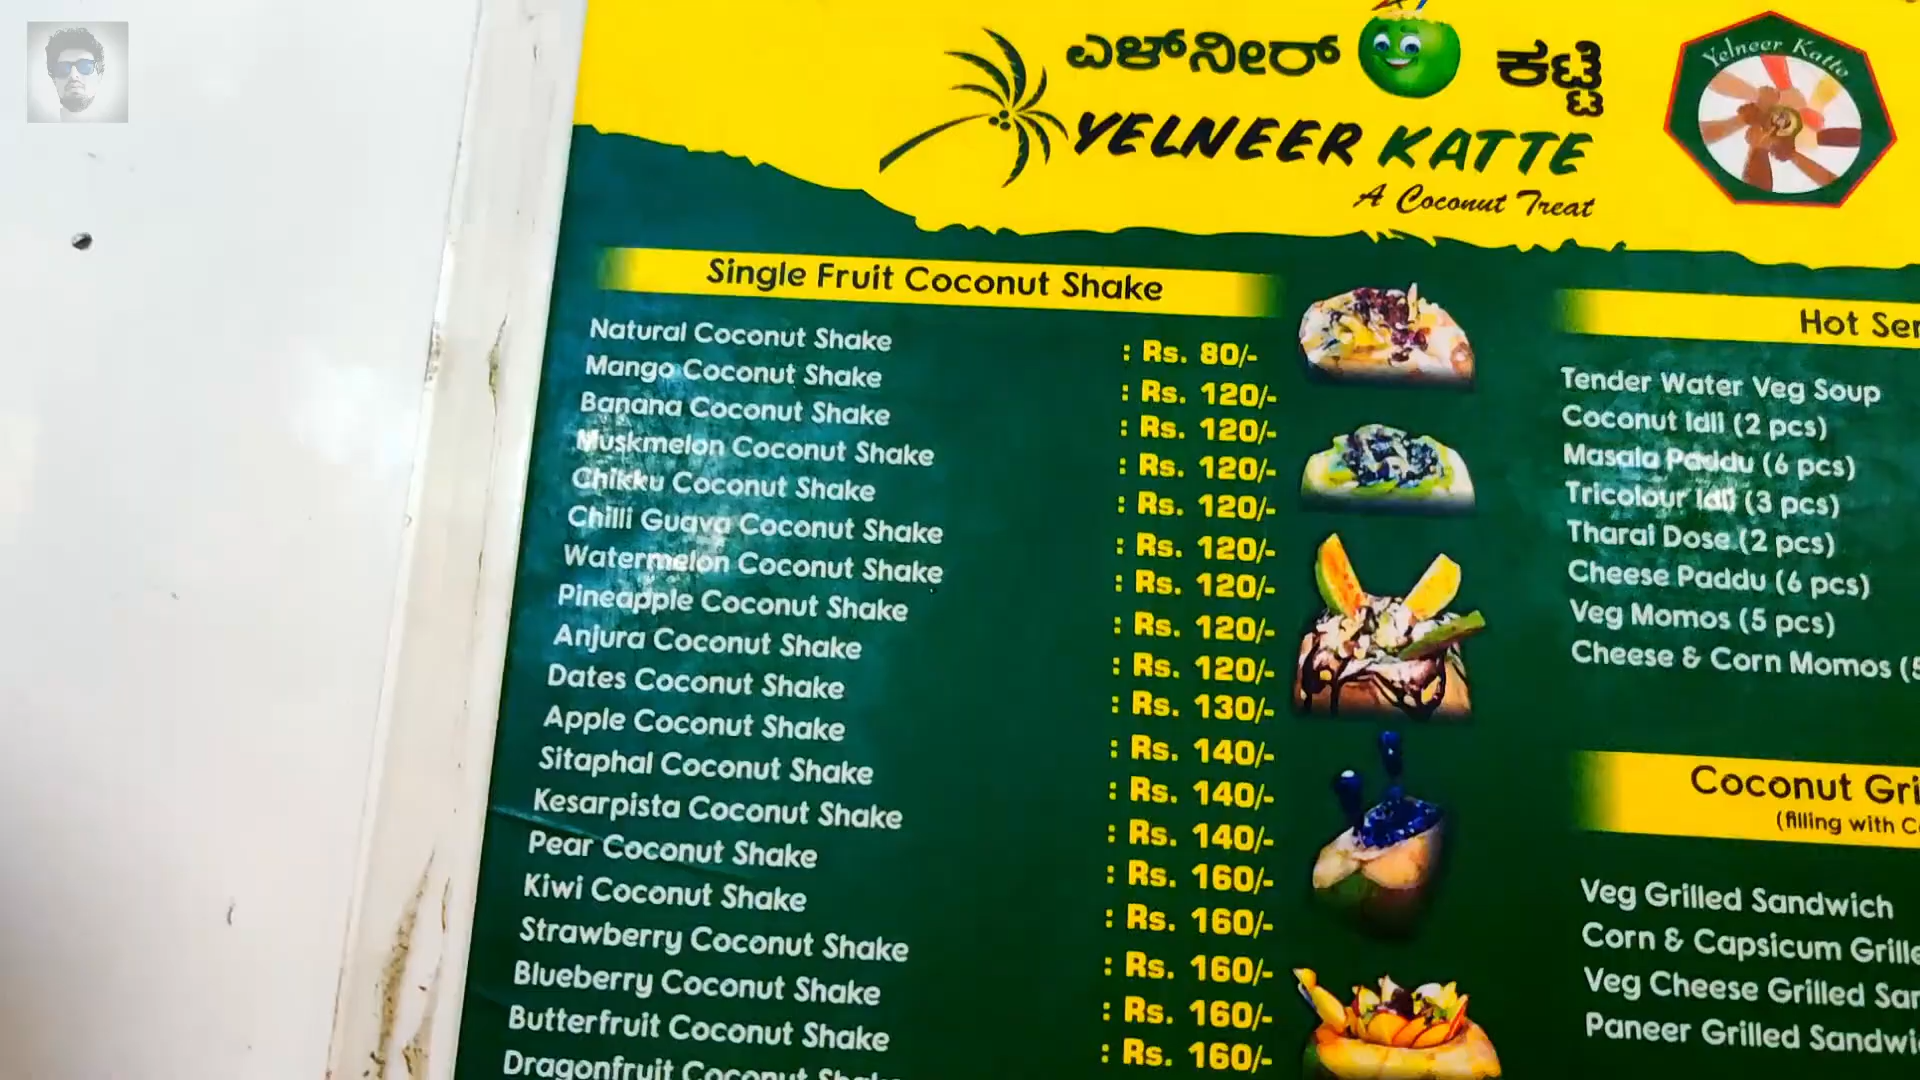 ಎಳ್‌ನೀರ್ ಕಟ್ಟೆ
YELNEER KATTE
A Coconut Treat
Yelneer Katte
Single Fruit Coconut Shake
Natural Coconut Shake : Rs. 80/-
Mango Coconut Shake : Rs. 120/-
Banana Coconut Shake : Rs. 120/-
Muskmelon Coconut Shake : Rs. 120/-
Chikku Coconut Shake : Rs. 120/-
Chilli Guava Coconut Shake : Rs. 120/-
Watermelon Coconut Shake : Rs. 120/-
Pineapple Coconut Shake : Rs. 120/-
Anjura Coconut Shake : Rs. 120/-
Dates Coconut Shake : Rs. 130/-
Apple Coconut Shake : Rs. 140/-
Sitaphal Coconut Shake : Rs. 140/-
Kesarpista Coconut Shake : Rs. 140/-
Pear Coconut Shake : Rs. 160/-
Kiwi Coconut Shake : Rs. 160/-
Strawberry Coconut Shake : Rs. 160/-
Blueberry Coconut Shake : Rs. 160/-
Butterfruit Coconut Shake : Rs. 160/-
Dragonfruit Coconut
Hot Ser
Tender Water Veg Soup
Coconut Idli (2 pcs)
Masala Paddu (6 pcs)
Tricolour Idli (3 pcs)
Tharai Dose (2 pcs)
Cheese Paddu (6 pcs)
Veg Momos (5 pcs)
Cheese & Corn Momos (5
Coconut Gri
(filling with C
Veg Grilled Sandwich
Corn & Capsicum Grille
Veg Cheese Grilled San
Paneer Grilled Sandwi